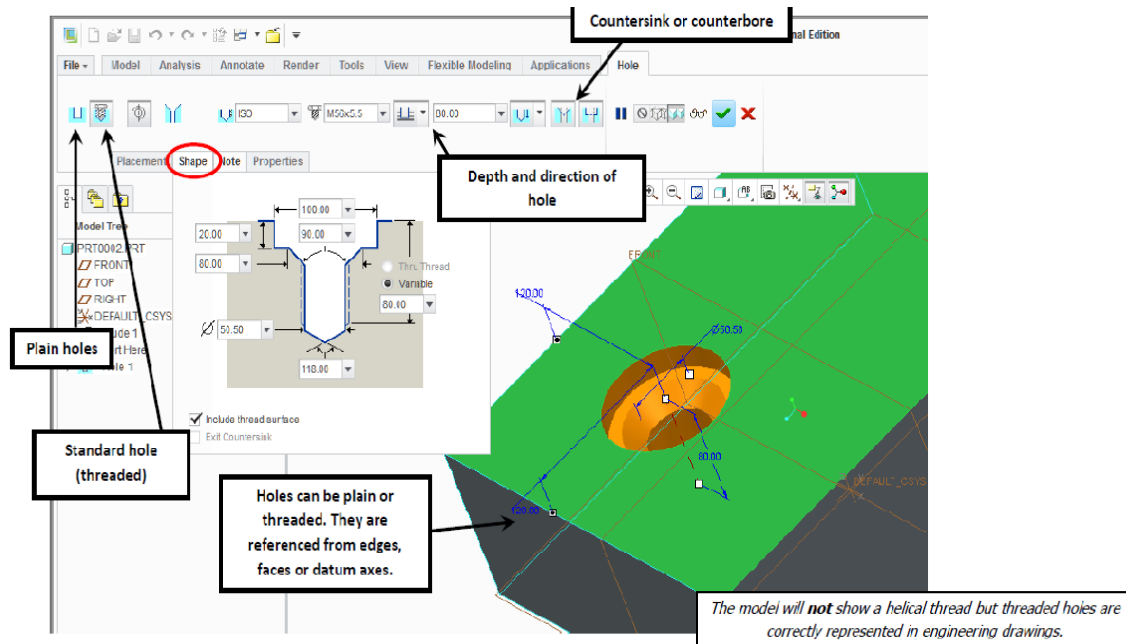 Countersink or counterbore
nal Edition
File Model Analysis Annotate Render Tools View Flexible Modeling Applications Hole
ISO M56x5.5 80.00
Placement Shape Note Properties
Depth and direction of
hole
Model Tree
PRT0002.PRT
FRONT
TOP
RIGHT
DEFAULT_CSYS
100.00
20.00
90.00
80.00
Thru Thread
Variable
80.00
Ø 50.50
118.00
Include thread surface
Exit Countersink
Plain holes
Standard hole
(threaded)
FRONT
120.00
Ø50.50
80.00
DEFAULT_CSYS
120.00
Holes can be plain or
threaded. They are
referenced from edges,
faces or datum axes.
The model will not show a helical thread but threaded holes are
correctly represented in engineering drawings.